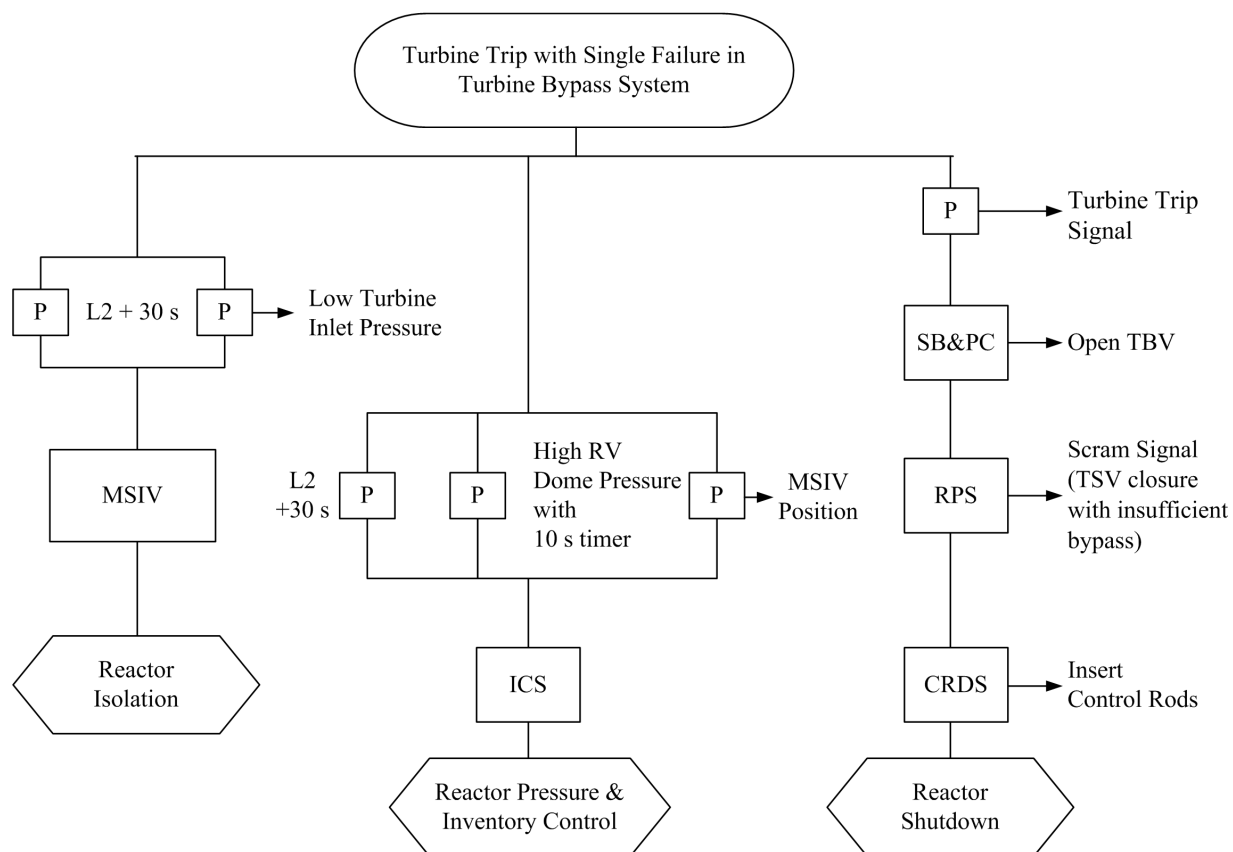 Turbine Trip with Single Failure in
Turbine Bypass System
P
L2 + 30 s
P
Low Turbine
Inlet Pressure
MSIV
Reactor
Isolation
L2
+30 s
P
P
High RV
Dome Pressure
with
10 s timer
P
MSIV
Position
ICS
Reactor Pressure &
Inventory Control
P
Turbine Trip
Signal
SB&PC
Open TBV
RPS
Scram Signal
(TSV closure
with insufficient
bypass)
CRDS
Insert
Control Rods
Reactor
Shutdown